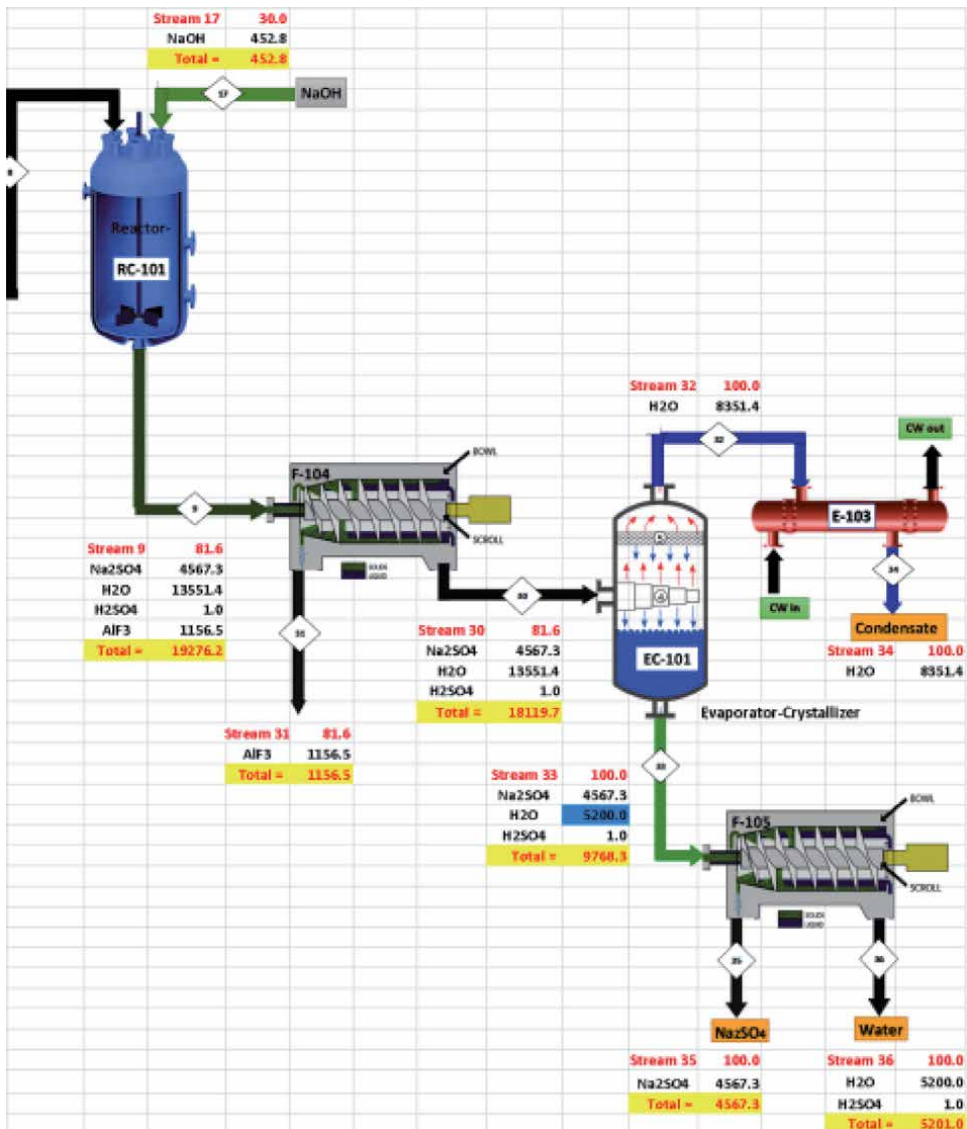 Stream 17 30.0
NaOH 452.8
Total = 452.8
17
NaOH
8
Reactor-
RC-101
Stream 32 100.0
H2O 8351.4
32
CW out
F-104
BOWL
SCROLL
SOLIDS
LIQUID
9
E-103
Stream 9 81.6
Na2SO4 4567.3
H2O 13551.4
H2SO4 1.0
AlF3 1156.5
Total = 19276.2
30
5
4
EC-101
CW in
34
Condensate
Stream 34 100.0
H2O 8351.4
31
Stream 30 81.6
Na2SO4 4567.3
H2O 13551.4
H2SO4 1.0
Total = 18119.7
Evaporator-Crystallizer
Stream 31 81.6
AlF3 1156.5
Total = 1156.5
33
Stream 33 100.0
Na2SO4 4567.3
H2O 5200.0
H2SO4 1.0
Total = 9768.3
F-105
BOWL
SCROLL
SOLIDS
LIQUID
35
36
Na2SO4
Water
Stream 35 100.0
Na2SO4 4567.3
Total = 4567.3
Stream 36 100.0
H2O 5200.0
H2SO4 1.0
Total = 5201.0